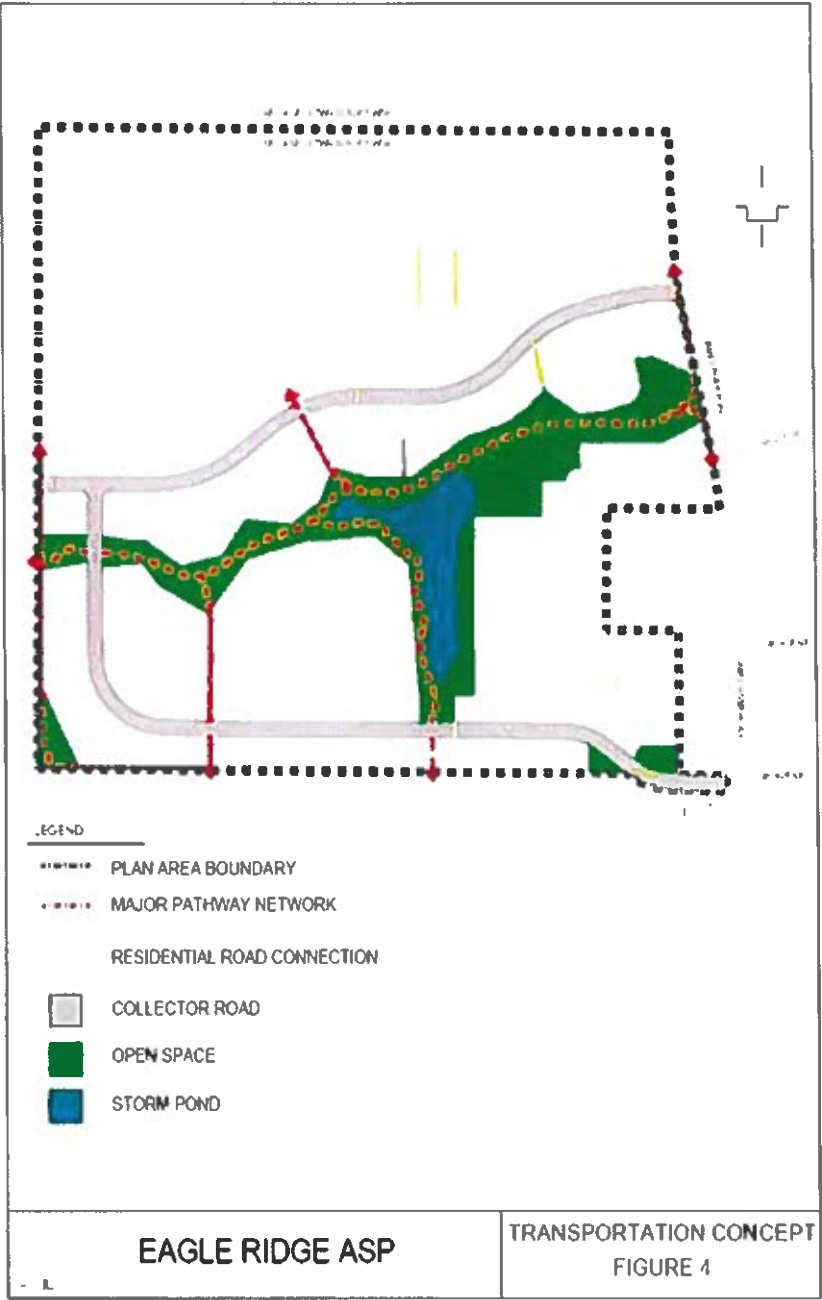 LEGEND
PLAN AREA BOUNDARY
MAJOR PATHWAY NETWORK
RESIDENTIAL ROAD CONNECTION
COLLECTOR ROAD
OPEN SPACE
STORM POND
EAGLE RIDGE ASP
TRANSPORTATION CONCEPT
FIGURE 4